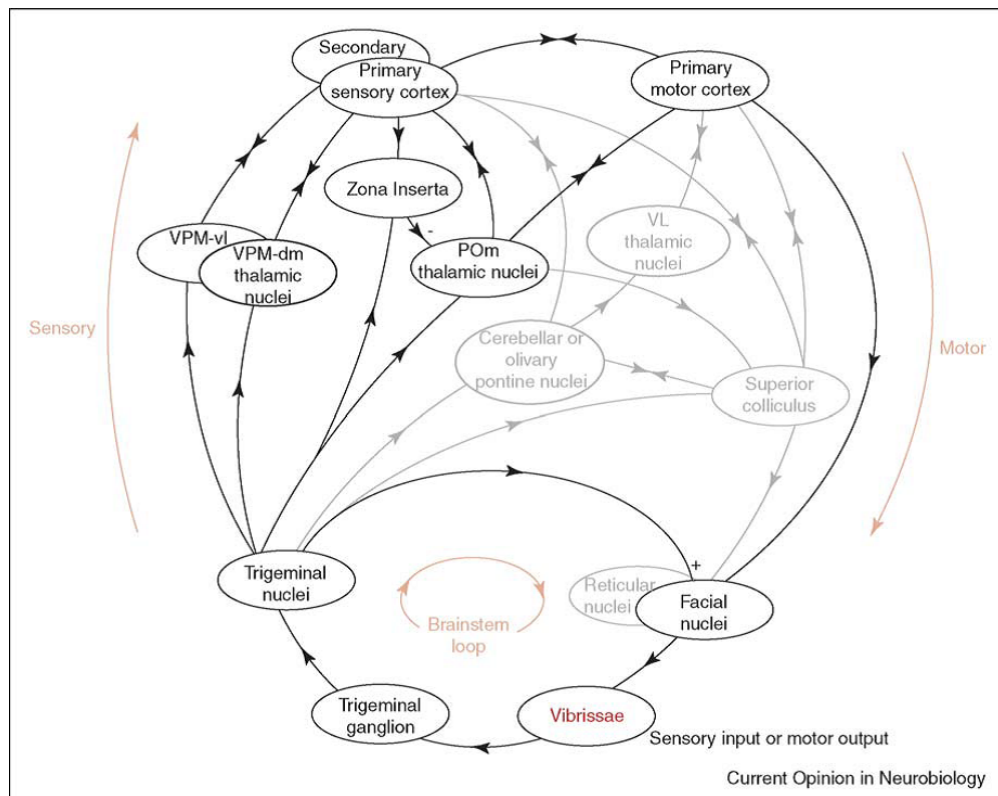 Secondary
Primary
sensory cortex
Primary
motor cortex
Zona Inserta
VPM-vl
VPM-dm
thalamic
nuclei
-
POm
thalamic nuclei
VL
thalamic
nuclei
Sensory
Cerebellar or
olivary
pontine nuclei
Superior
colliculus
Motor
Trigeminal
nuclei
Brainstem
loop
+
Reticular
nuclei
Facial
nuclei
Trigeminal
ganglion
Vibrissae
Sensory input or motor output
Current Opinion in Neurobiology